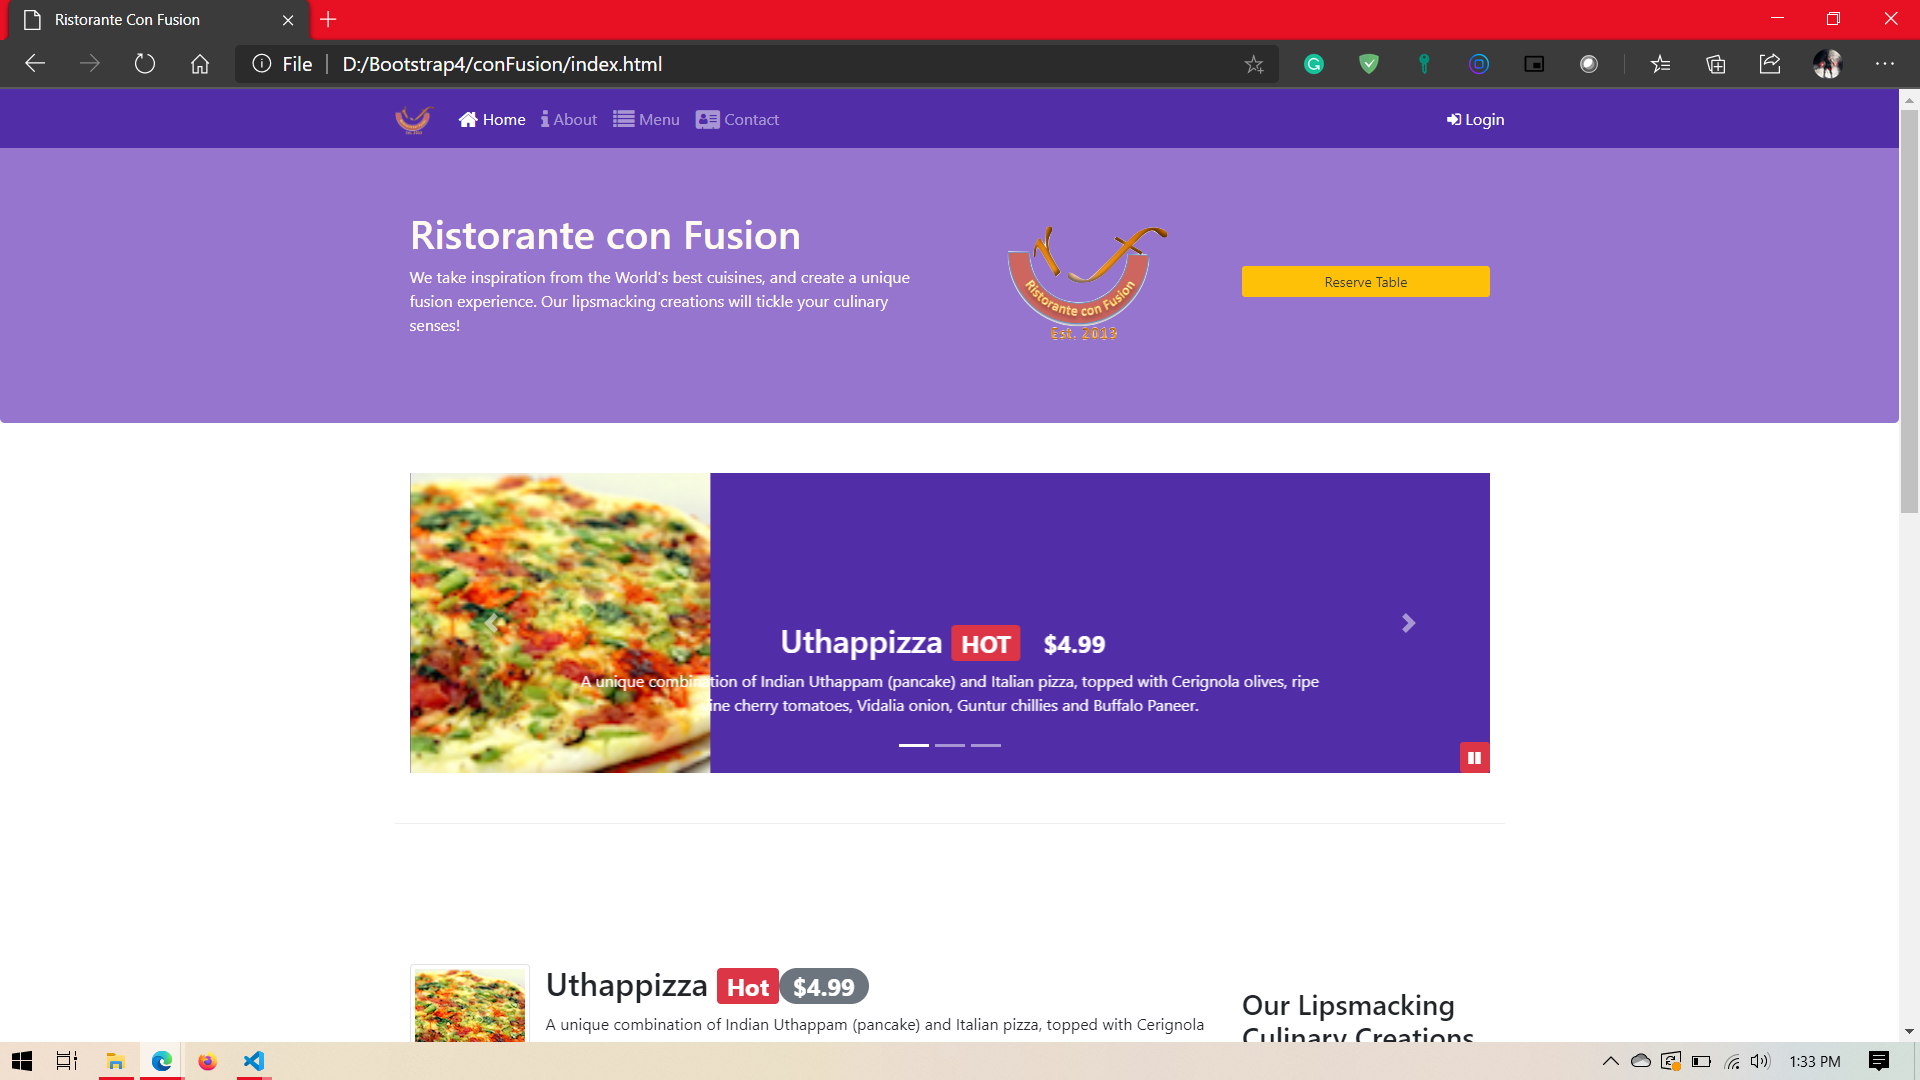 Ristorante Con Fusion
File
D:/Bootstrap4/conFusion/index.html
Home
About
Menu
Contact
Login
Ristorante con Fusion
We take inspiration from the World's best cuisines, and create a unique
fusion experience. Our lipsmacking creations will tickle your culinary
senses!
Ristorante con Fusion
Est. 2013
Reserve Table
Uthappizza HOT $4.99
A unique combination of Indian Uthappam (pancake) and Italian pizza, topped with Cerignola olives, ripe
cherry tomatoes, Vidalia onion, Guntur chillies and Buffalo Paneer.
Uthappizza Hot $4.99
A unique combination of Indian Uthappam (pancake) and Italian pizza, topped with Cerignola
Our Lipsmacking
Culinary Creations
1:33 PM